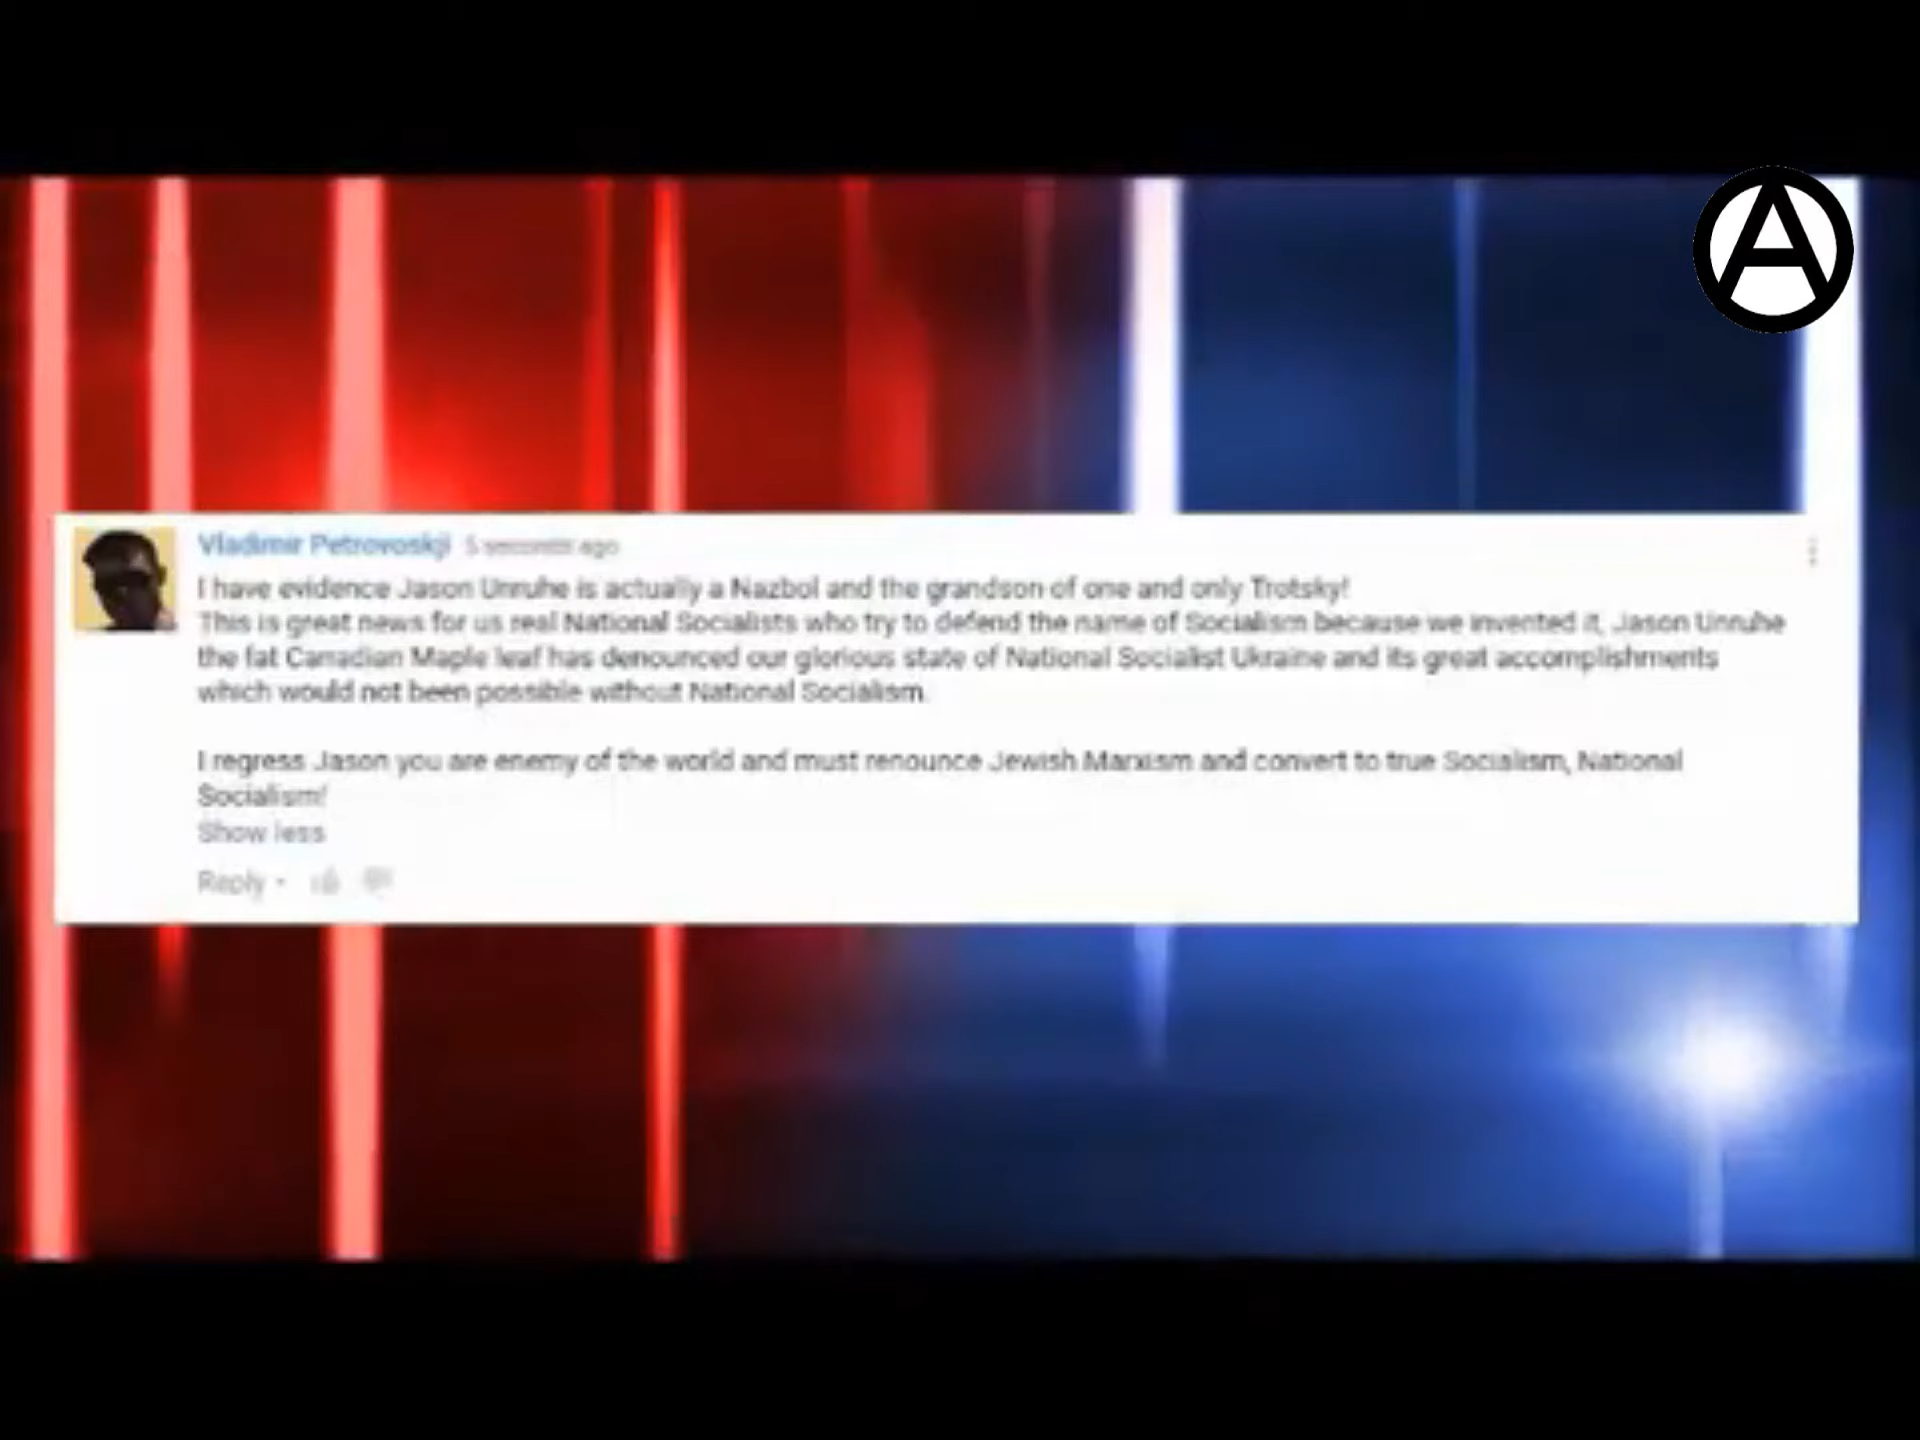 A
Vladimir Petrovoskji 5 seconds ago
I have evidence Jason Unruhe is actually a Nazbol and the grandson of one and only Trotsky!
This is great news for us real National Socialists who try to defend the name of Socialism because we invented it, Jason Unruhe
the fat Canadian Maple leaf has denounced our glorious state of National Socialist Ukraine and its great accomplishments
which would not been possible without National Socialism.
I regress Jason you are enemy of the world and must renounce Jewish Marxism and convert to true Socialism, National
Socialism!
Show less
Reply